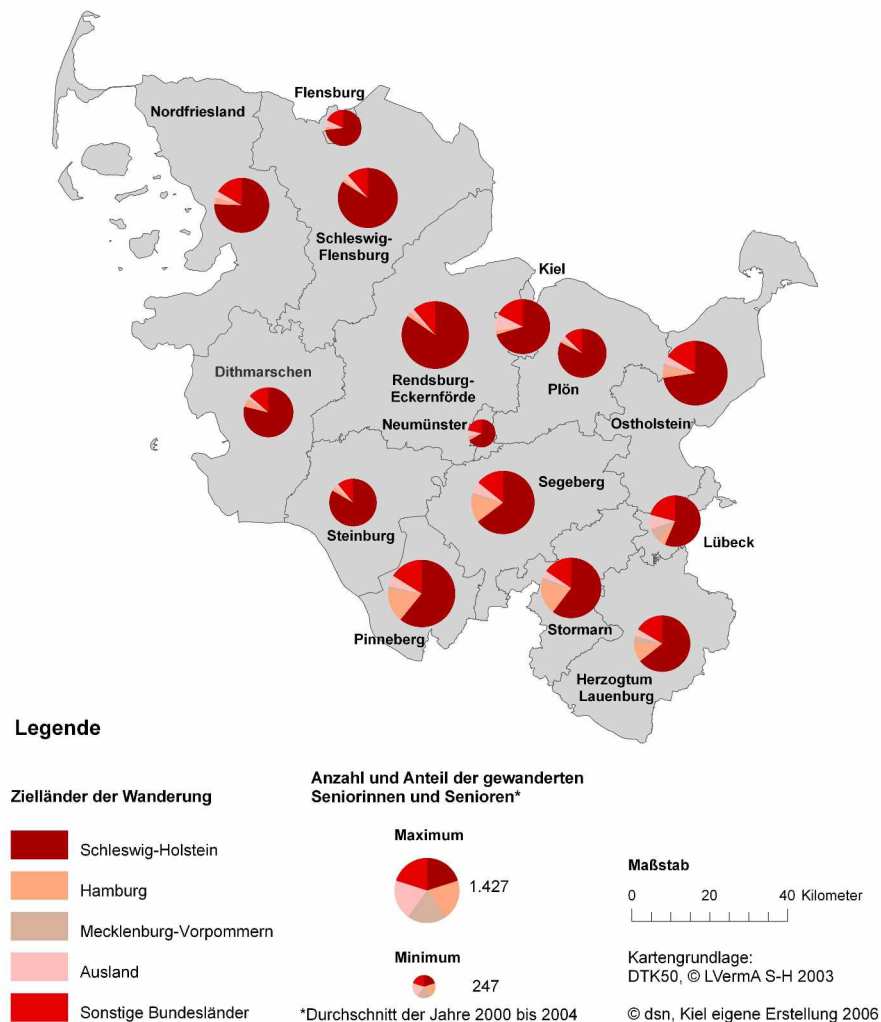 Flensburg
Nordfriesland
Schleswig-
Flensburg
Kiel
Dithmarschen
Rendsburg-
Eckernförde
Plön
Neumünster
Ostholstein
Segeberg
Steinburg
Lübeck
Pinneberg
Stormarn
Herzogtum
Lauenburg
Legende
Zielländer der Wanderung
Schleswig-Holstein
Hamburg
Mecklenburg-Vorpommern
Ausland
Sonstige Bundesländer
Anzahl und Anteil der gewanderten
Seniorinnen und Senioren*
Maximum
1.427
Minimum
247
*Durchschnitt der Jahre 2000 bis 2004
Maßstab
0 20 40 Kilometer
Kartengrundlage:
DTK50, © LVermA S-H 2003
© dsn, Kiel eigene Erstellung 2006